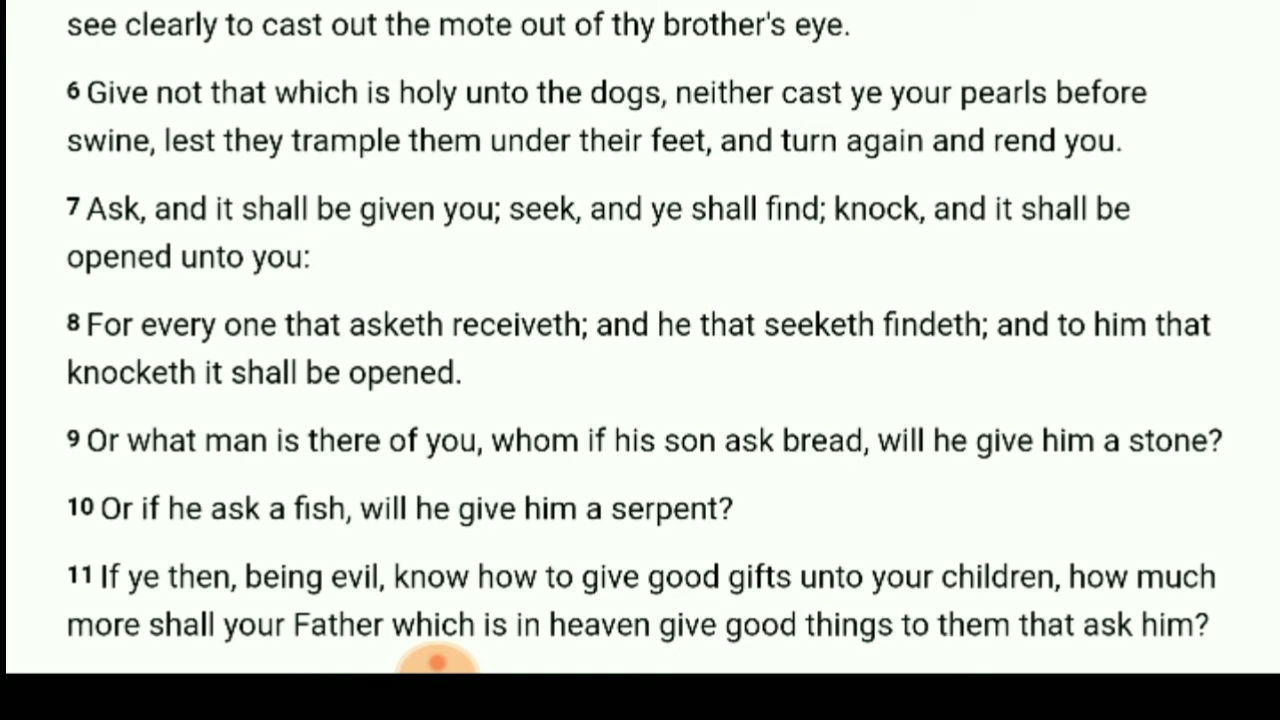 see clearly to cast out the mote out of thy brother's eye.
6 Give not that which is holy unto the dogs, neither cast ye your pearls before
swine, lest they trample them under their feet, and turn again and rend you.
7 Ask, and it shall be given you; seek, and ye shall find; knock, and it shall be
opened unto you:
8 For every one that asketh receiveth; and he that seeketh findeth; and to him that
knocketh it shall be opened.
9 Or what man is there of you, whom if his son ask bread, will he give him a stone?
10 Or if he ask a fish, will he give him a serpent?
11 If ye then, being evil, know how to give good gifts unto your children, how much
more shall your Father which is in heaven give good things to them that ask him?